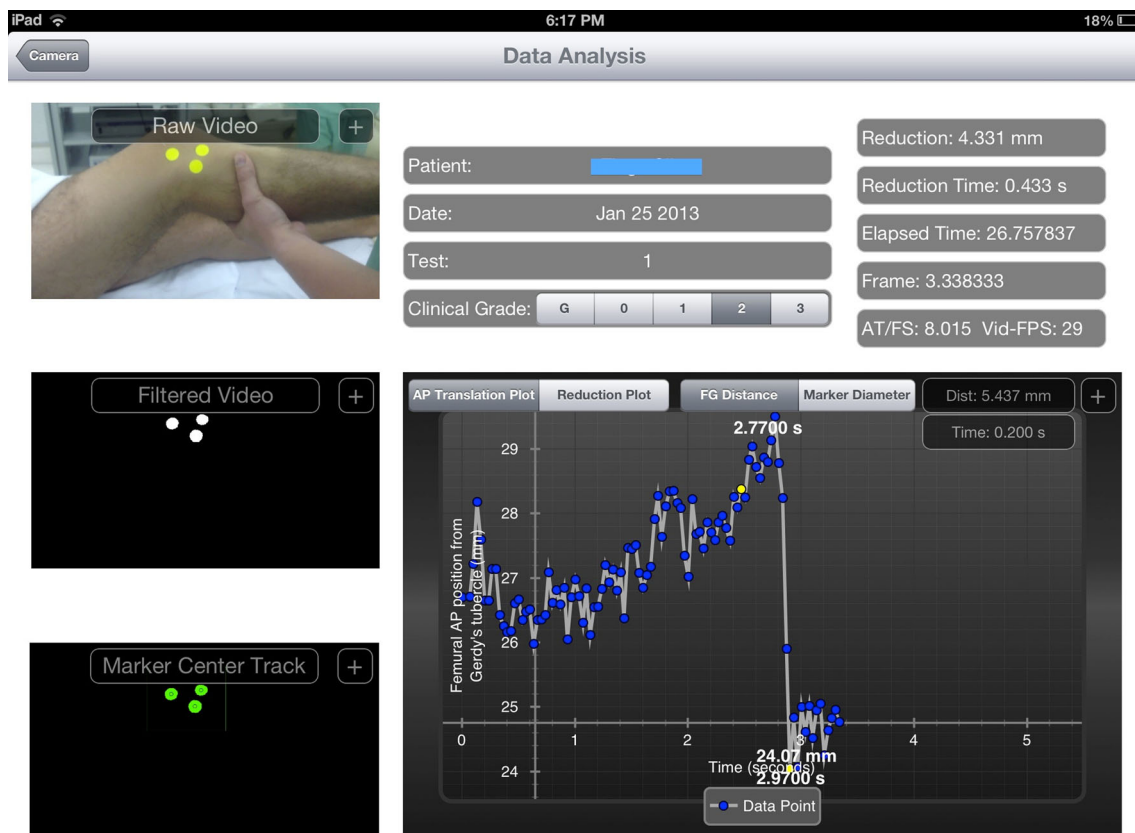 iPad 6:17 PM 18%
Camera Data Analysis
Raw Video +
Patient:
Date: Jan 25 2013
Test: 1
Clinical Grade: G 0 1 2 3
Reduction: 4.331 mm
Reduction Time: 0.433 s
Elapsed Time: 26.757837
Frame: 3.338333
AT/FS: 8.015 Vid-FPS: 29
Filtered Video +
Marker Center Track +
AP Translation Plot Reduction Plot FG Distance Marker Diameter Dist: 5.437 mm +
Time: 0.200 s
2.7700 s
29
28
27
26
25
24
Femoral AP position from
Gerdy's tubercle (mm)
0 1 2 3 4 5
24.07 mm
Time (seconds)
2.9700 s
Data Point